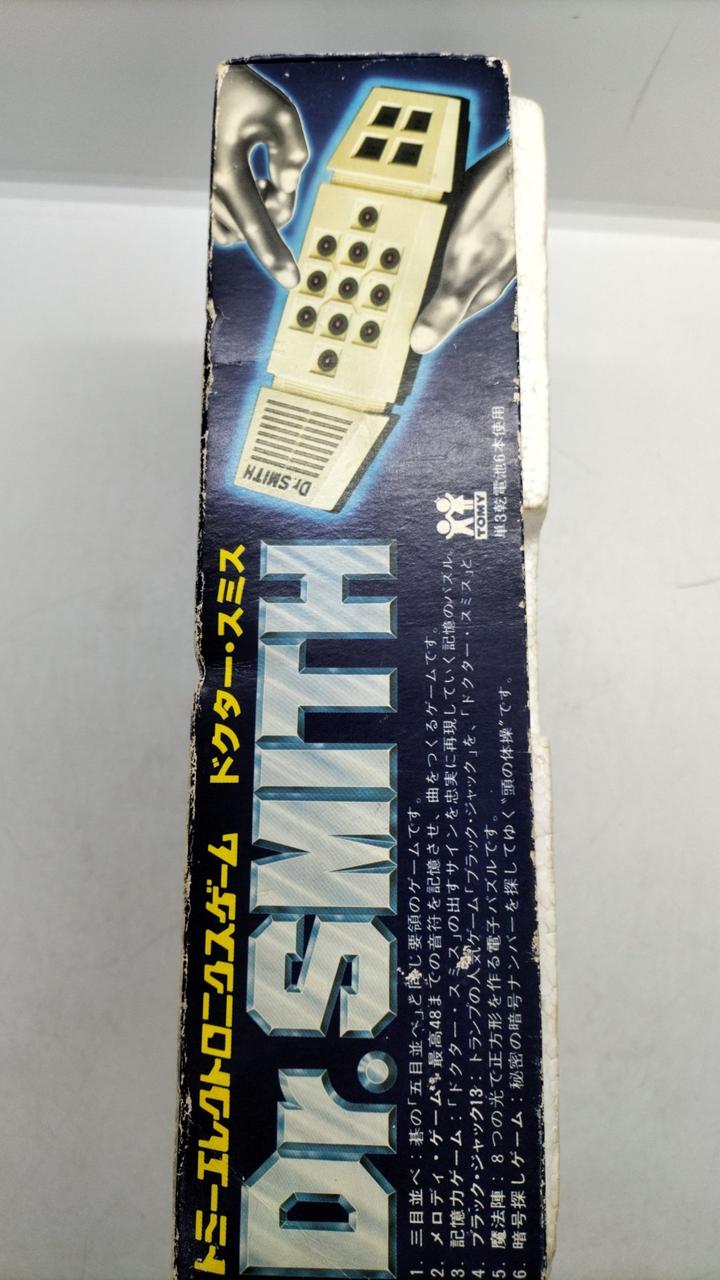 トミーエレクトロニクスゲーム ドクター・スミス
Dr.SMITH
1. 三目並べ：碁の「五目並べ」と同じ要領のゲームです。
2. メロディ・ゲーム：最高48までの音符を記憶させ、曲をつくるゲームです。
3. 記憶力ゲーム：「ドクター・スミス」の出すサインを忠実に再現していく記憶のパズル
4. ブラック・ジャック13：トランプの人気ゲーム「ブラック・ジャック」を、「ドクター・スミス」と
5. 魔法陣：８つの光で正方形を作る電子パズルです。
6. 暗号探しゲーム：秘密の暗号ナンバーを探してゆく〝頭の体操〟です。
Dr.SMITH
TOMY
単3乾電池6本使用